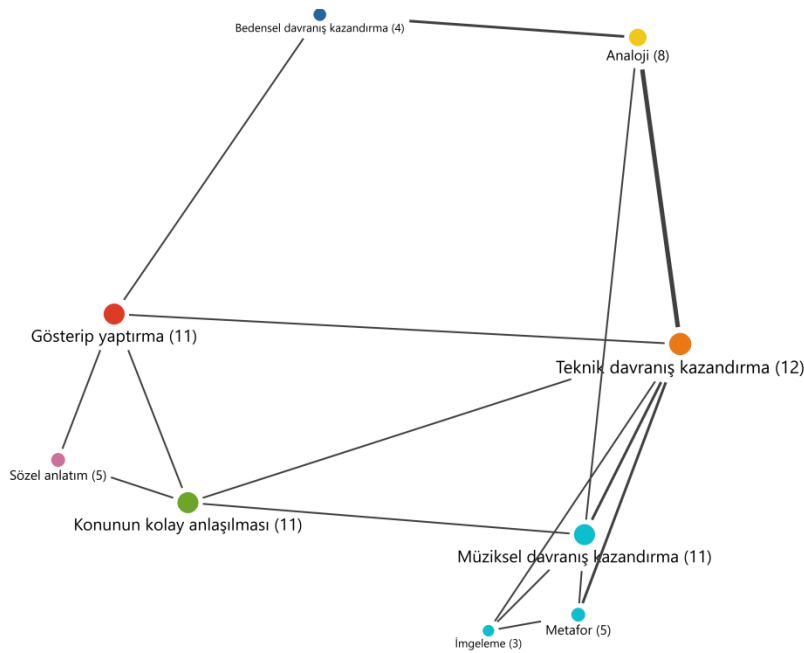 Bedensel davranış kazandırma (4)
Analoji (8)
Gösterip yaptırma (11)
Teknik davranış kazandırma (12)
Sözel anlatım (5)
Konunun kolay anlaşılması (11)
Müziksel davranış kazandırma (11)
Metafor (5)
İmgeleme (3)